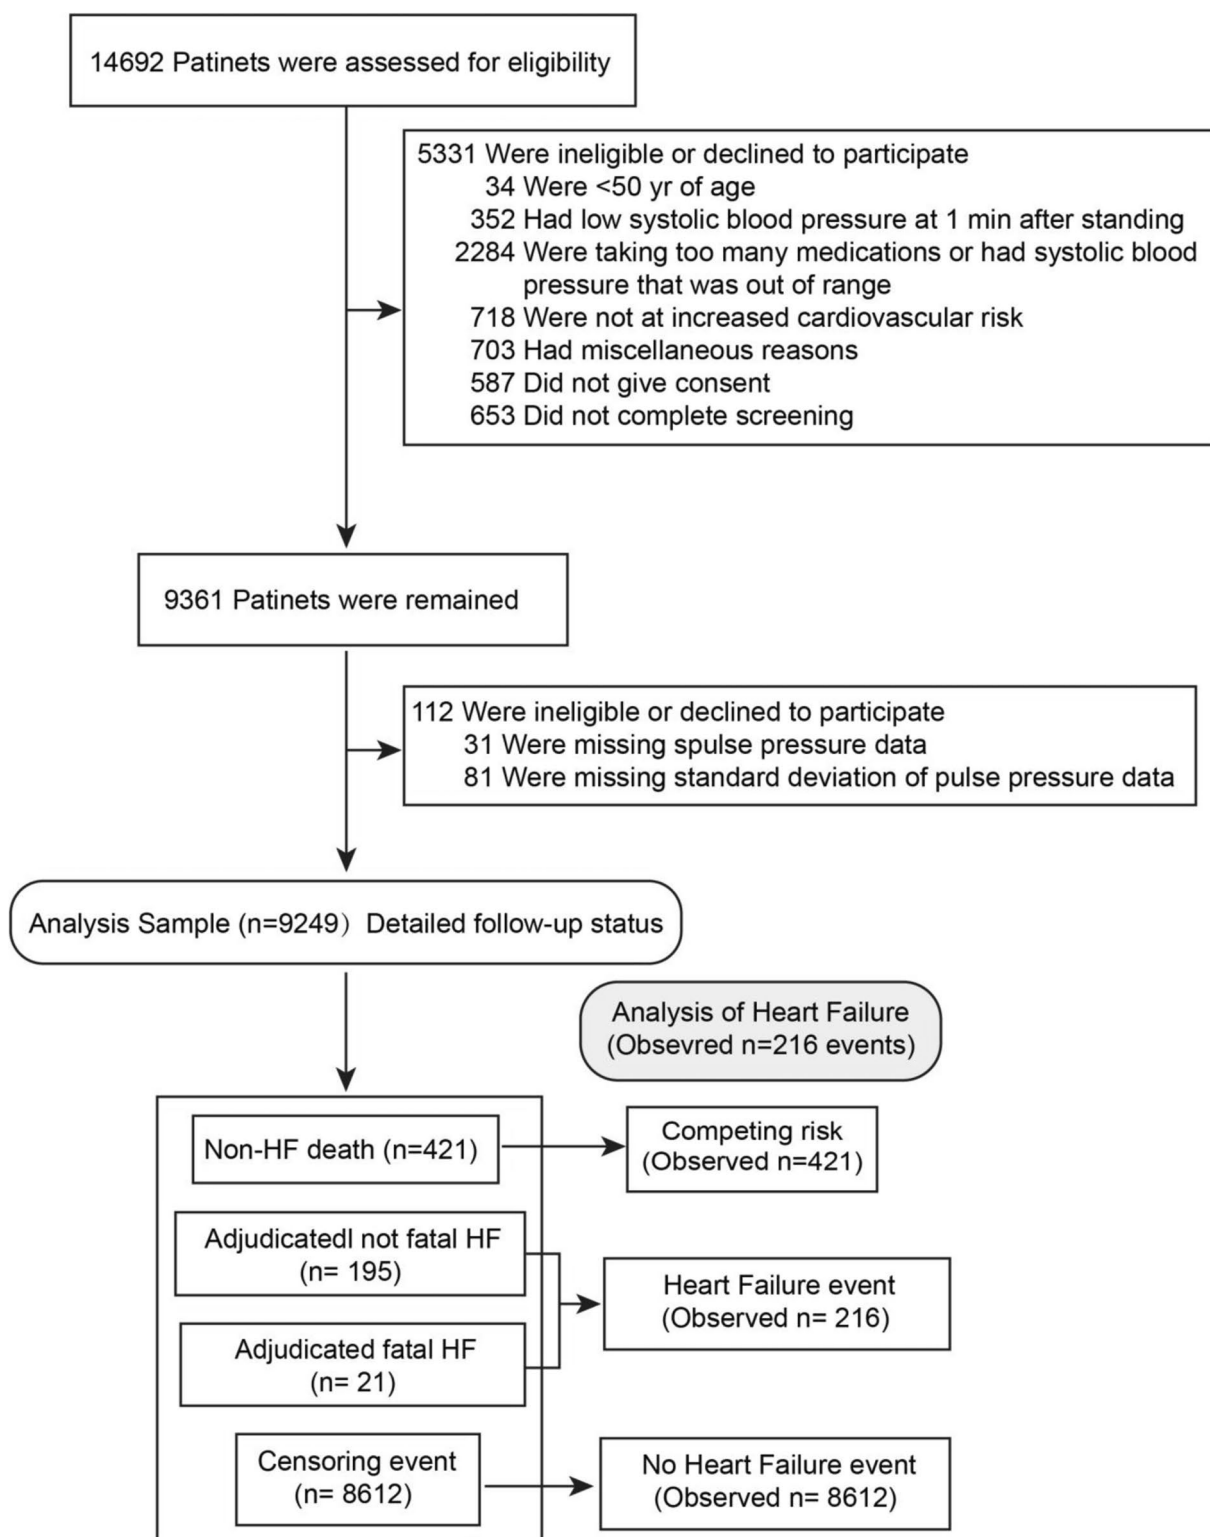 14692 Patinets were assessed for eligibility
5331 Were ineligible or declined to participate
34 Were <50 yr of age
352 Had low systolic blood pressure at 1 min after standing
2284 Were taking too many medications or had systolic blood
pressure that was out of range
718 Were not at increased cardiovascular risk
703 Had miscellaneous reasons
587 Did not give consent
653 Did not complete screening
9361 Patinets were remained
112 Were ineligible or declined to participate
31 Were missing spulse pressure data
81 Were missing standard deviation of pulse pressure data
Analysis Sample (n=9249）Detailed follow-up status
Analysis of Heart Failure
(Obsevred n=216 events)
Non-HF death (n=421)
Competing risk
(Observed n=421)
Adjudicatedl not fatal HF
(n= 195)
Heart Failure event
(Observed n= 216)
Adjudicated fatal HF
(n= 21)
Censoring event
(n= 8612)
No Heart Failure event
(Observed n= 8612)